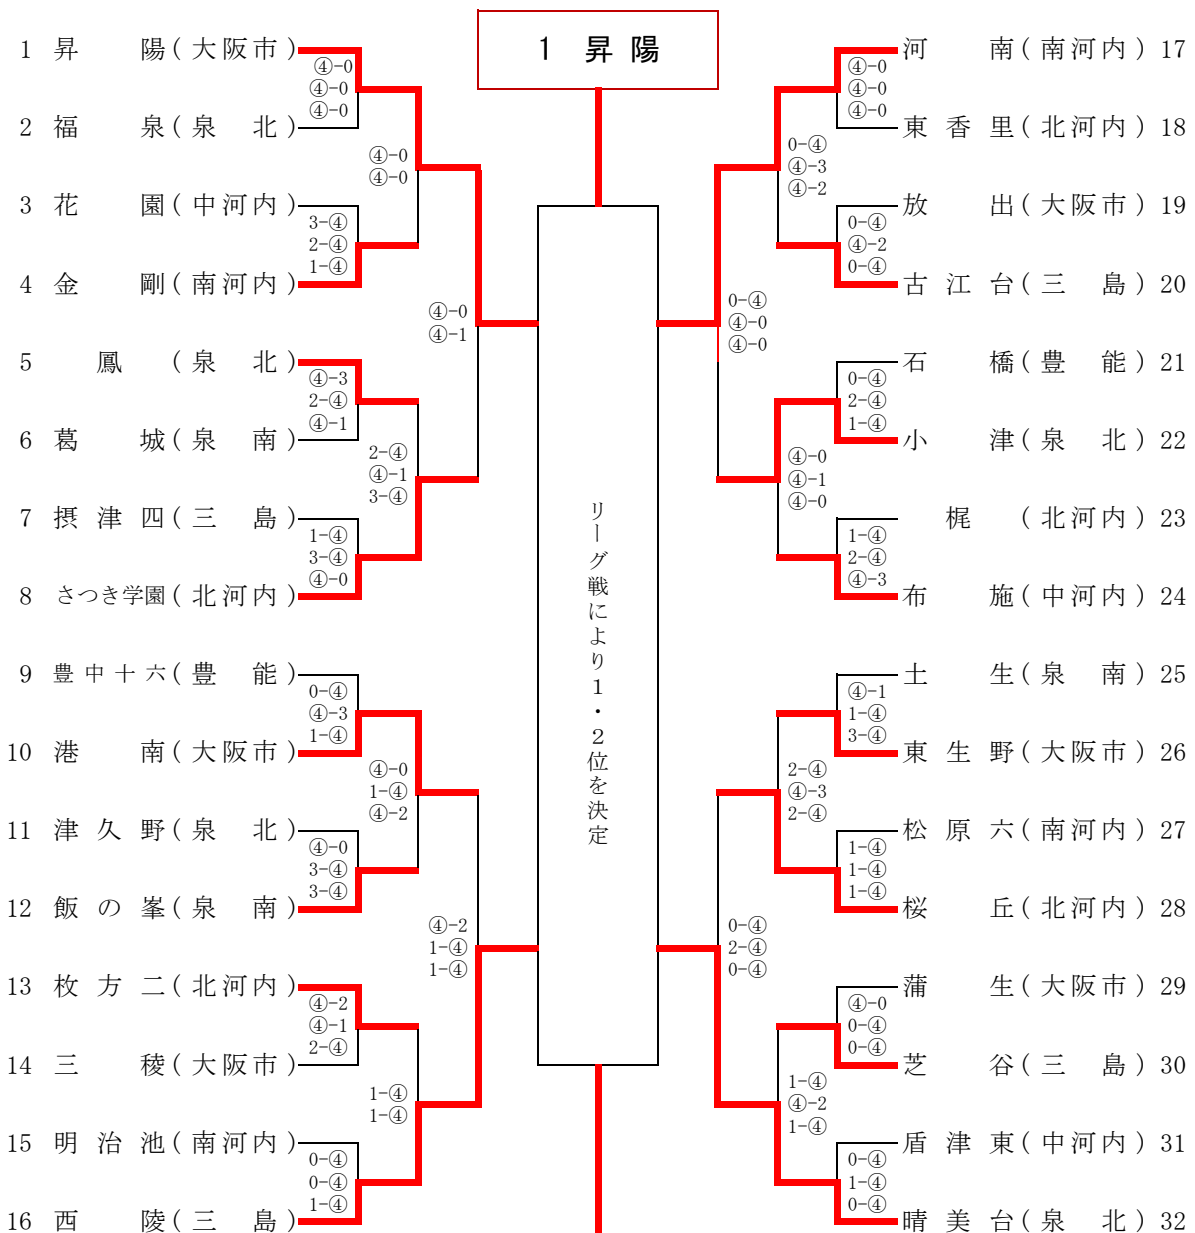 1 昇陽
1 昇陽(大阪市)
④-0
④-0
④-0
2 福泉(泉北)
④-0
④-0
3 花園(中河内)
3-④
2-④
1-④
4 金剛(南河内)
④-0
④-1
5 鳳(泉北)
④-3
2-④
④-1
6 葛城(泉南)
2-④
④-1
3-④
7 摂津四(三島)
1-④
3-④
④-0
8 さつき学園(北河内)
9 豊中十六(豊能)
0-④
④-3
1-④
10 港南(大阪市)
④-0
1-④
④-2
11 津久野(泉北)
④-0
3-④
3-④
12 飯の峯(泉南)
④-2
1-④
1-④
13 枚方二(北河内)
④-2
④-1
2-④
14 三稜(大阪市)
1-④
1-④
15 明治池(南河内)
0-④
0-④
1-④
16 西陵(三島)
リーグ戦により1・2位を決定
河南(南河内) 17
④-0
④-0
④-0
東香里(北河内) 18
0-④
④-3
④-2
放出(大阪市) 19
0-④
④-2
0-④
古江台(三島) 20
0-④
④-0
④-0
石橋(豊能) 21
0-④
2-④
1-④
小津(泉北) 22
④-0
④-1
④-0
梶(北河内) 23
1-④
2-④
④-3
布施(中河内) 24
土生(泉南) 25
④-1
1-④
3-④
東生野(大阪市) 26
2-④
④-3
2-④
松原六(南河内) 27
1-④
1-④
1-④
桜丘(北河内) 28
0-④
2-④
0-④
蒲生(大阪市) 29
④-0
0-④
0-④
芝谷(三島) 30
1-④
④-2
1-④
盾津東(中河内) 31
0-④
1-④
0-④
晴美台(泉北) 32